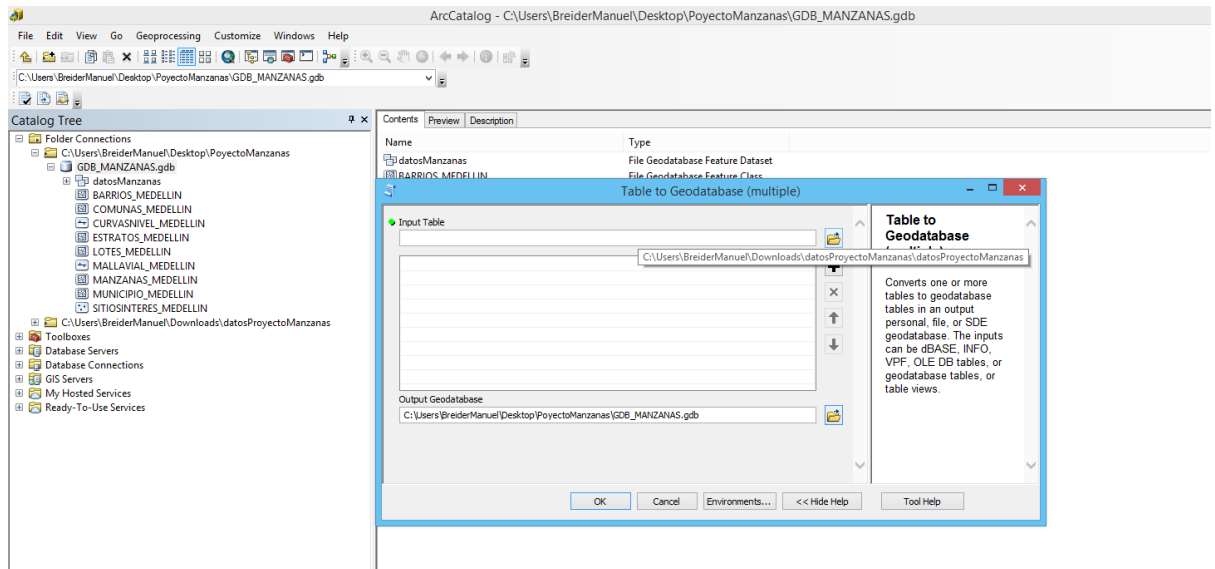 ArcCatalog - C:\Users\BreiderManuel\Desktop\PoyectoManzanas\GDB_MANZANAS.gdb
File Edit View Go Geoprocessing Customize Windows Help
C:\Users\BreiderManuel\Desktop\PoyectoManzanas\GDB_MANZANAS.gdb
Catalog Tree
Folder Connections
C:\Users\BreiderManuel\Desktop\PoyectoManzanas
GDB_MANZANAS.gdb
datosManzanas
BARRIOS_MEDELLIN
COMUNAS_MEDELLIN
CURVASNIVEL_MEDELLIN
ESTRATOS_MEDELLIN
LOTES_MEDELLIN
MALLAVIAL_MEDELLIN
MANZANAS_MEDELLIN
MUNICIPIO_MEDELLIN
SITIOSINTERES_MEDELLIN
C:\Users\BreiderManuel\Downloads\datosProyectoManzanas
Toolboxes
Database Servers
Database Connections
GIS Servers
My Hosted Services
Ready-To-Use Services
Contents Preview Description
Name Type
datosManzanas File Geodatabase Feature Dataset
BARRIOS_MEDELLIN File Geodatabase Feature Class
Table to Geodatabase (multiple)
Input Table
C:\Users\BreiderManuel\Downloads\datosProyectoManzanas\datosProyectoManzanas
Output Geodatabase
C:\Users\BreiderManuel\Desktop\PoyectoManzanas\GDB_MANZANAS.gdb
Table to
Geodatabase
Converts one or more
tables to geodatabase
tables in an output
personal, file, or SDE
geodatabase. The inputs
can be dBASE, INFO,
VPF, OLE DB tables, or
geodatabase tables, or
table views.
OK Cancel Environments... << Hide Help Tool Help